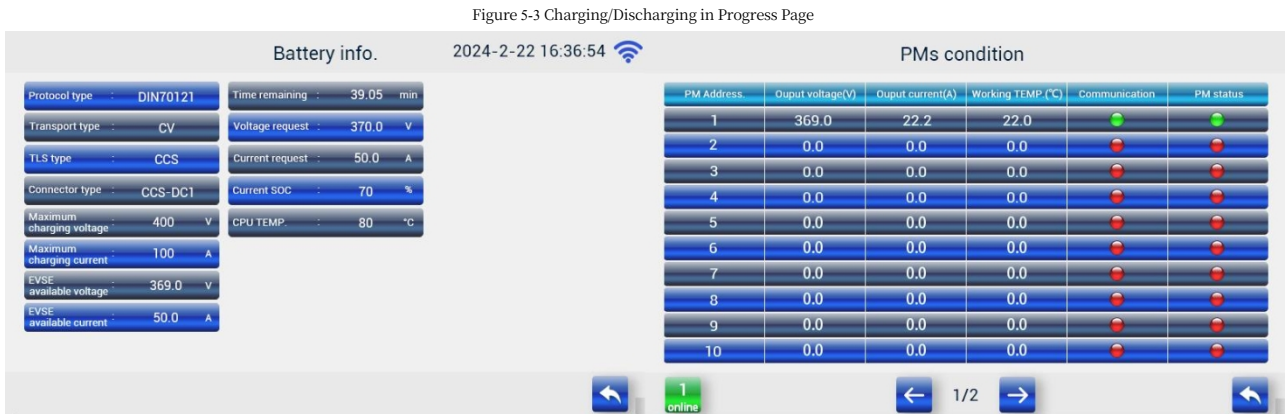 Figure 5-3 Charging/Discharging in Progress Page
Battery info.
2024-2-22 16:36:54
Protocol type : DIN70121
Transport type : CV
TLS type : CCS
Connector type : CCS-DC1
Maximum charging voltage : 400 V
Maximum charging current : 100 A
EVSE available voltage : 369.0 V
EVSE available current : 50.0 A
Time remaining : 39.05 min
Voltage request : 370.0 V
Current request : 50.0 A
Current SOC : 70 %
CPU TEMP. : 80 °C
PMs condition
PM Address Ouput voltage(V) Ouput current(A) Working TEMP (℃) Communication PM status
1 369.0 22.2 22.0
2 0.0 0.0 0.0
3 0.0 0.0 0.0
4 0.0 0.0 0.0
5 0.0 0.0 0.0
6 0.0 0.0 0.0
7 0.0 0.0 0.0
8 0.0 0.0 0.0
9 0.0 0.0 0.0
10 0.0 0.0 0.0
1 online
1/2